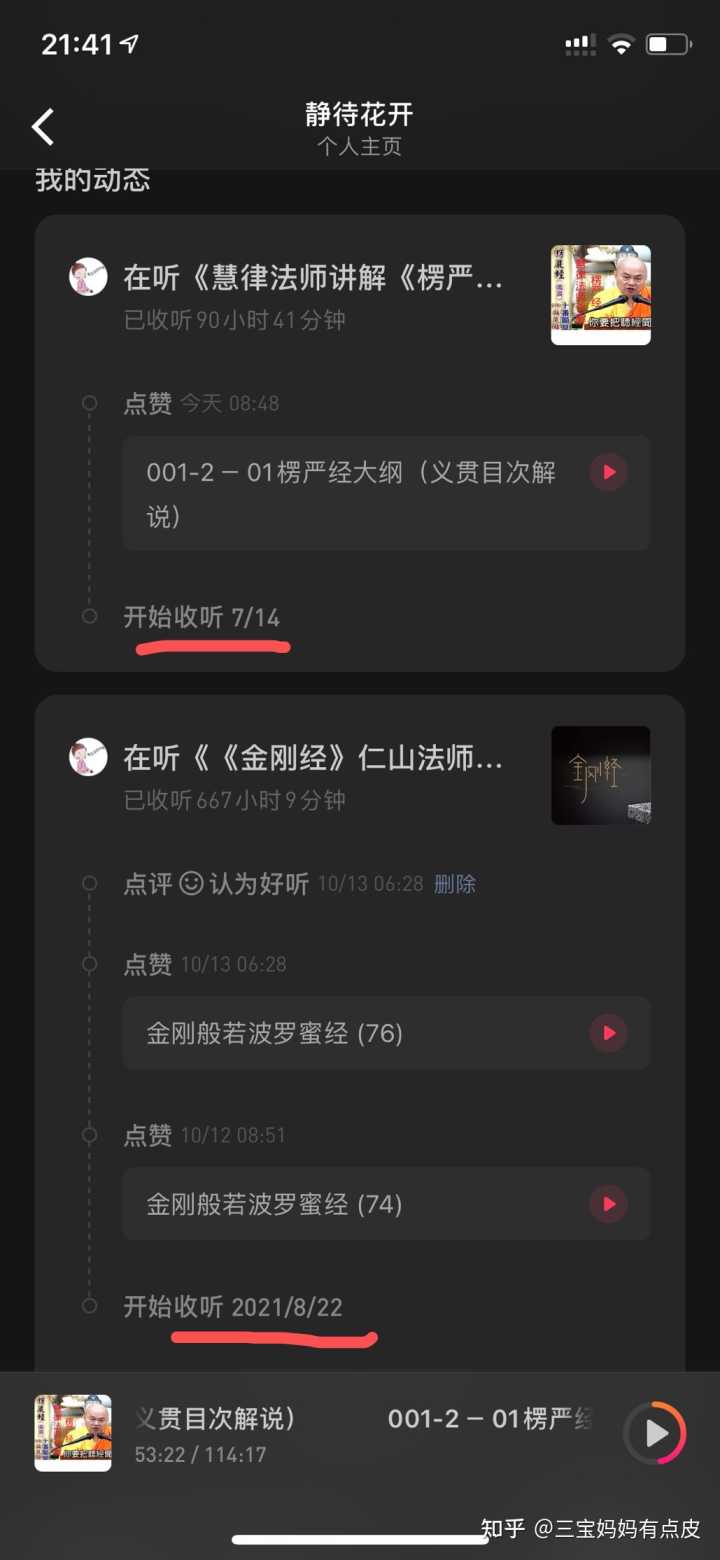 21:41
静待花开
个人主页
我的动态
在听《慧律法师讲解《楞严...
已收听90小时41分钟
你要把聽經聞
点赞 今天 08:48
001-2 – 01楞严经大纲（义贯目次解
说）
开始收听 7/14
在听《《金刚经》仁山法师...
已收听667小时9分钟
金刚经
点评 认为好听 10/13 06:28 删除
点赞 10/13 06:28
金刚般若波罗蜜经 (76)
点赞 10/12 08:51
金刚般若波罗蜜经 (74)
开始收听 2021/8/22
义贯目次解说） 001-2 – 01楞严经
53:22 / 114:17
你要把聽經聞
知乎 @三宝妈妈有点皮